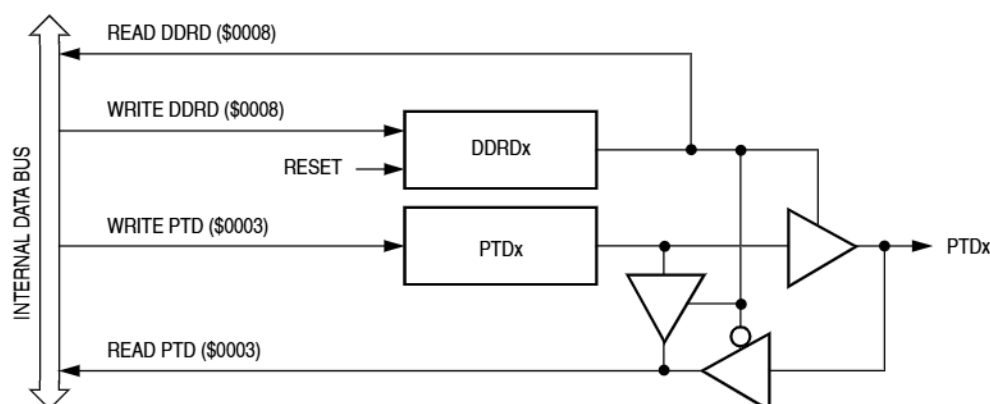 READ DDRD ($0008)
WRITE DDRD ($0008)
DDRDx
RESET
INTERNAL DATA BUS
WRITE PTD ($0003)
PTDx
PTDx
READ PTD ($0003)